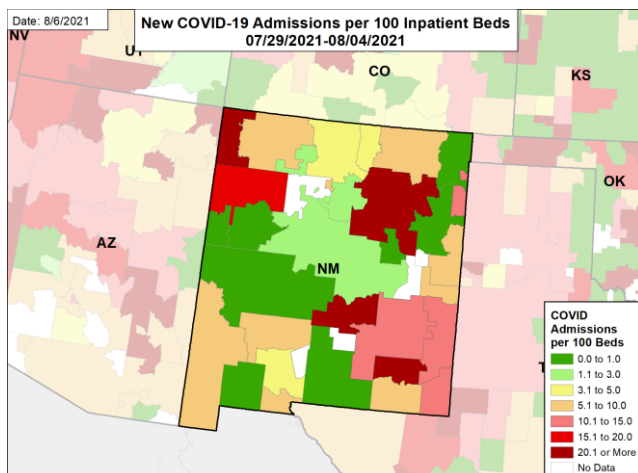 Date: 8/6/2021
New COVID-19 Admissions per 100 Inpatient Beds
07/29/2021-08/04/2021
NV
UT
CO
KS
OK
AZ
NM
T
COVID
Admissions
per 100 Beds
0.0 to 1.0
1.1 to 3.0
3.1 to 5.0
5.1 to 10.0
10.1 to 15.0
15.1 to 20.0
20.1 or More
No Data